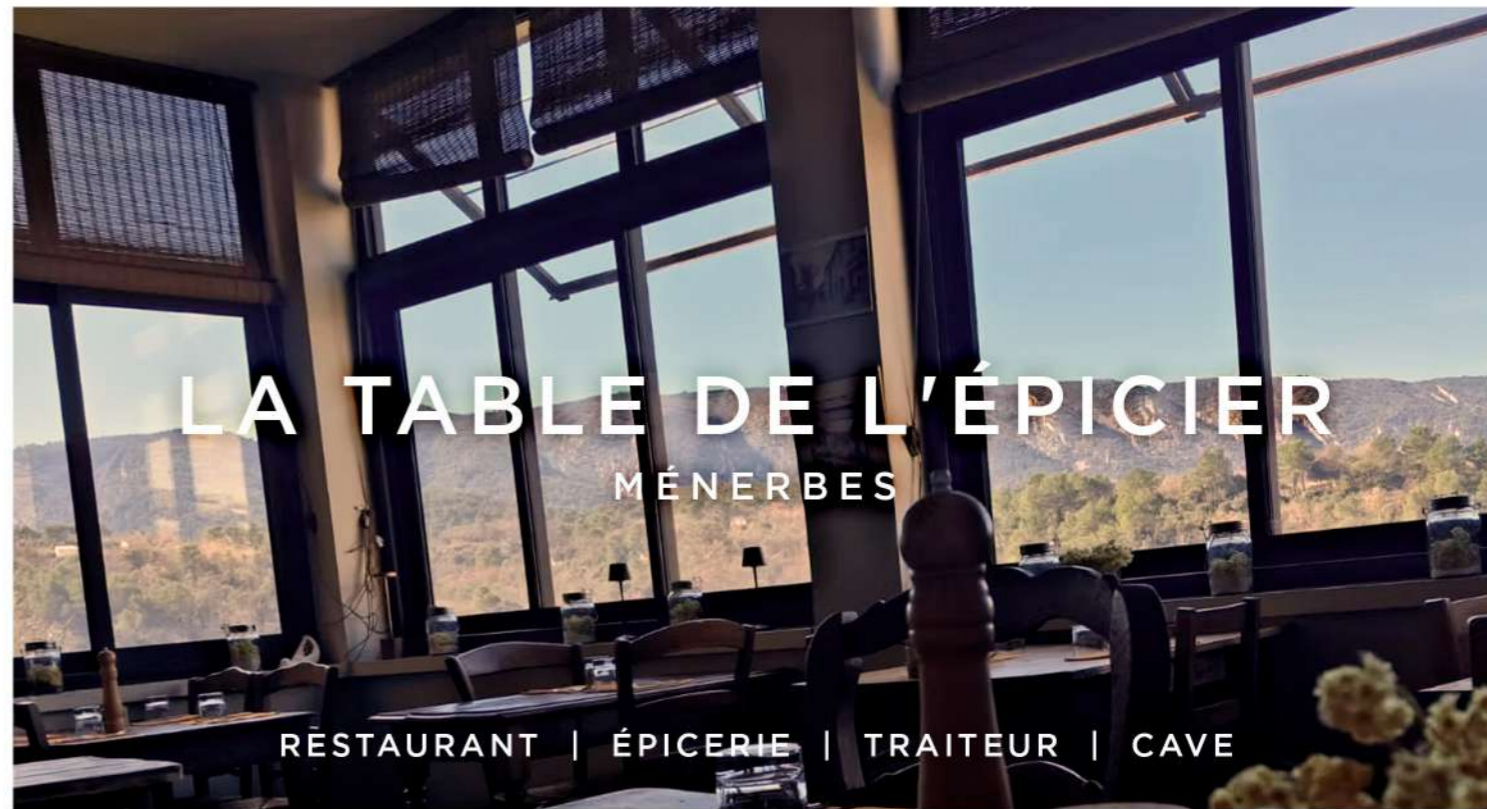 LA TABLE DE L'ÉPICIER
MÉNERBES
RESTAURANT | ÉPICERIE | TRAITEUR | CAVE